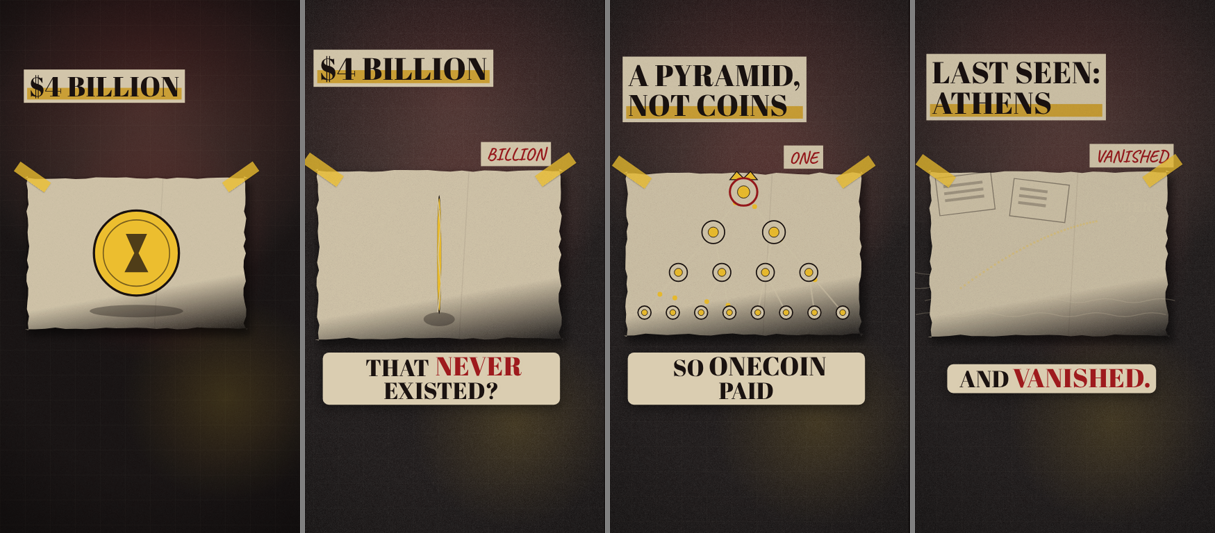 $4 BILLION
$4 BILLION
BILLION
THAT NEVER
EXISTED?
A PYRAMID,
NOT COINS
ONE
SO ONECOIN
PAID
LAST SEEN:
ATHENS
VANISHED
AND VANISHED.